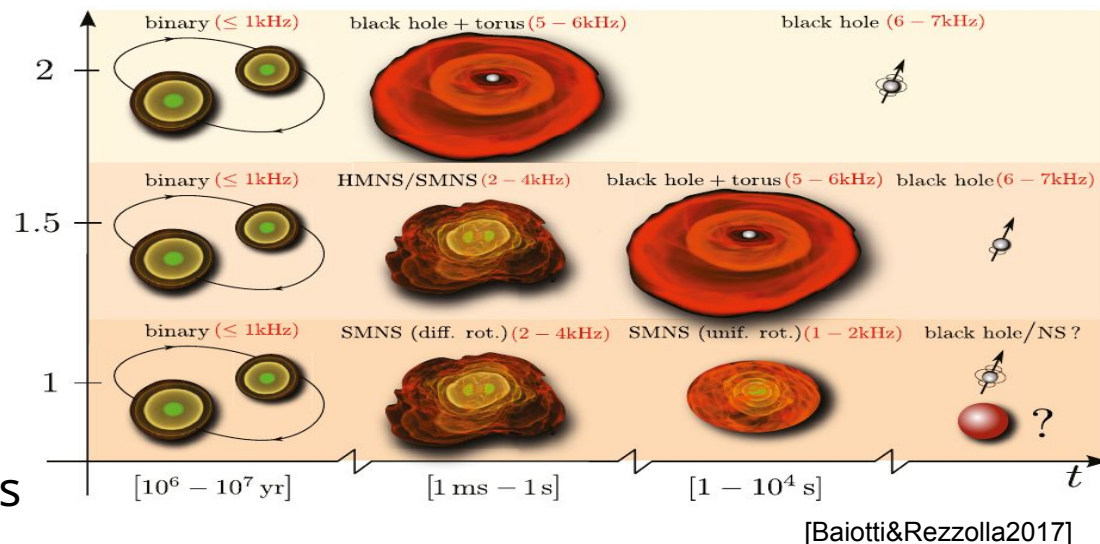 binary (≤ 1kHz) black hole + torus (5 − 6kHz) black hole (6 − 7kHz)
2
binary (≤ 1kHz) HMNS/SMNS (2 − 4kHz) black hole + torus (5 − 6kHz) black hole (6 − 7kHz)
1.5
binary (≤ 1kHz) SMNS (diff. rot.) (2 − 4kHz) SMNS (unif. rot.) (1 − 2kHz) black hole/NS ?
1
?
s [10⁶ − 10⁷ yr] [1 ms − 1 s] [1 − 10⁴ s] t
[Baiotti&Rezzolla2017]